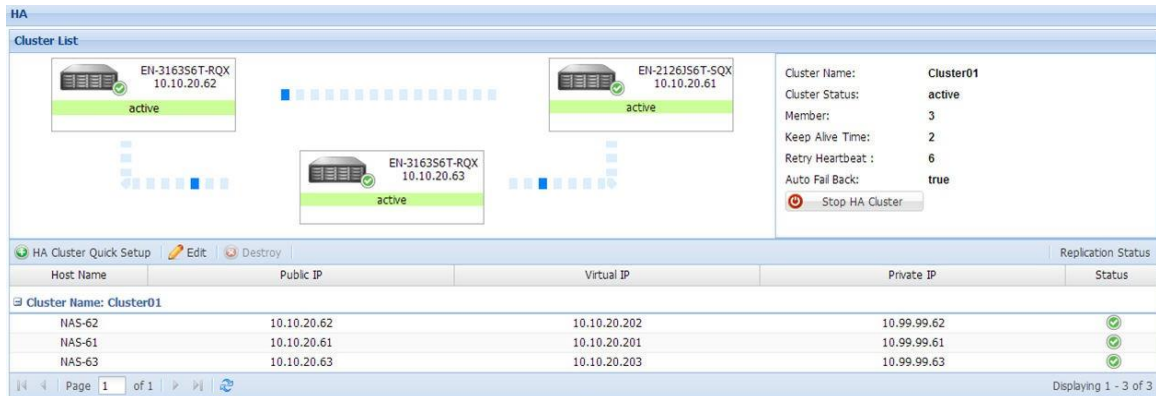 HA
Cluster List
EN-3163S6T-RQX
10.10.20.62
active
EN-2126JS6T-SQX
10.10.20.61
active
EN-3163S6T-RQX
10.10.20.63
active
Cluster Name: Cluster01
Cluster Status: active
Member: 3
Keep Alive Time: 2
Retry Heartbeat : 6
Auto Fail Back: true
Stop HA Cluster
HA Cluster Quick Setup Edit Destroy Replication Status
Host Name Public IP Virtual IP Private IP Status
Cluster Name: Cluster01
NAS-62 10.10.20.62 10.10.20.202 10.99.99.62
NAS-61 10.10.20.61 10.10.20.201 10.99.99.61
NAS-63 10.10.20.63 10.10.20.203 10.99.99.63
Page 1 of 1 Displaying 1 - 3 of 3